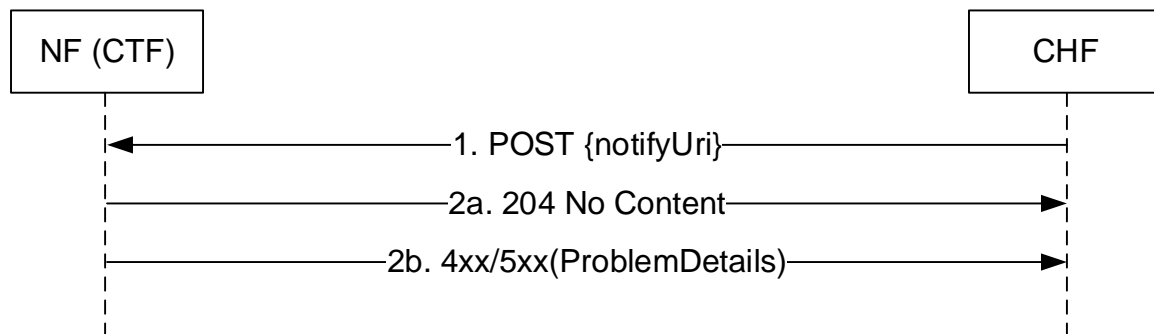 NF (CTF)
CHF
1. POST {notifyUri}
2a. 204 No Content
2b. 4xx/5xx(ProblemDetails)